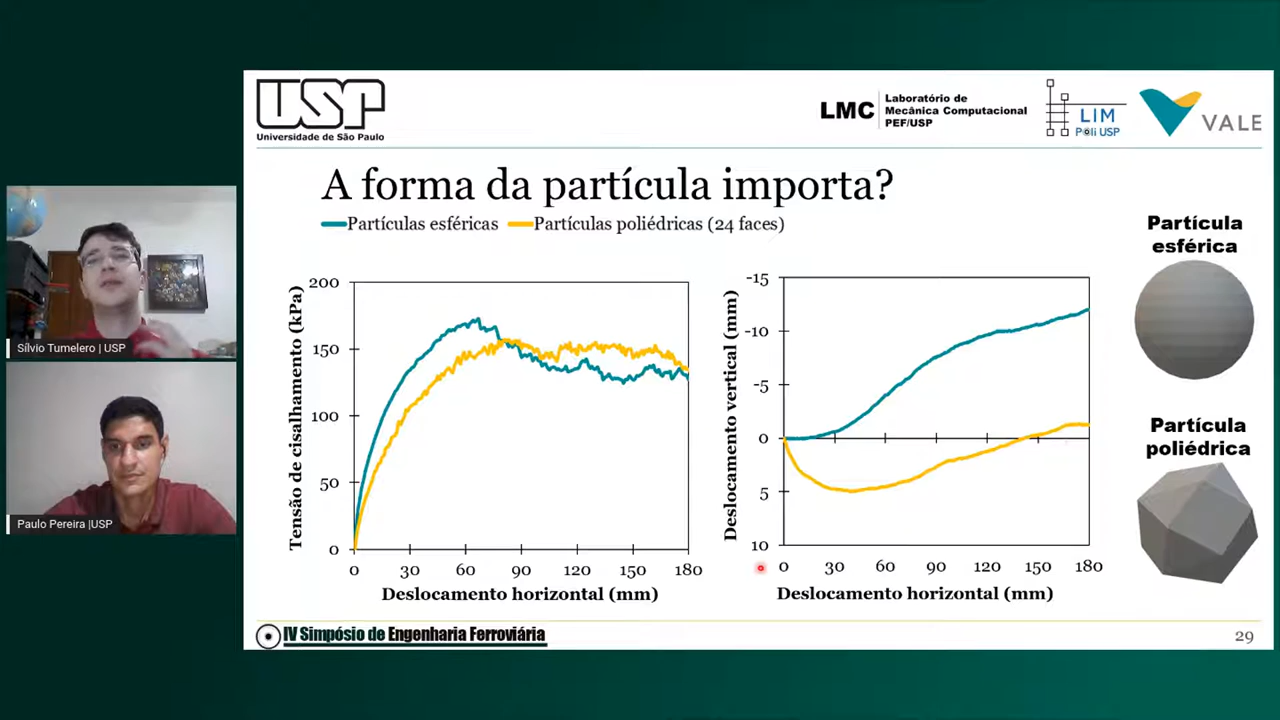 USP
Universidade de São Paulo
LMC
Laboratório de
Mecânica Computacional
PEF/USP
LIM
Poli USP
VALE
A forma da partícula importa?
Partículas esféricas
Partículas poliédricas (24 faces)
Tensão de cisalhamento (kPa)
200
150
100
50
0
0 30 60 90 120 150 180
Deslocamento horizontal (mm)
Deslocamento vertical (mm)
-15
-10
-5
0
5
10
0 30 60 90 120 150 180
Deslocamento horizontal (mm)
Partícula
esférica
Partícula
poliédrica
Sílvio Tumelero | USP
Paulo Pereira |USP
IV Simpósio de Engenharia Ferroviária
29